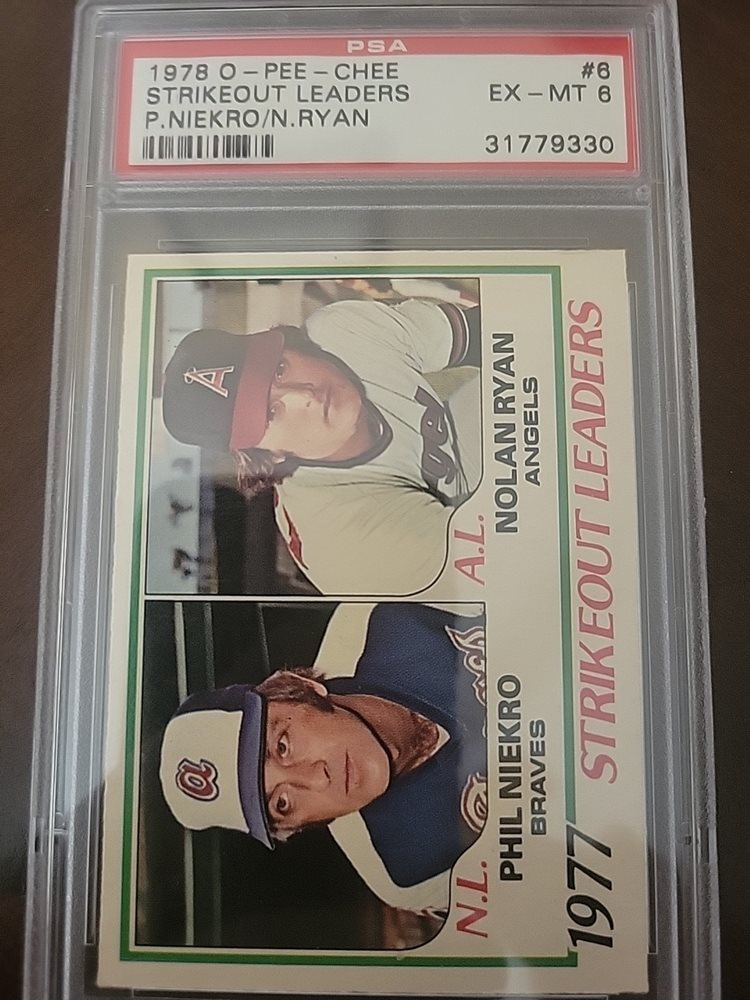 PSA
1978 O-PEE-CHEE #6
STRIKEOUT LEADERS EX-MT 6
P.NIEKRO/N.RYAN
31779330
A
a
N.L. A.L.
PHIL NIEKRO NOLAN RYAN
BRAVES ANGELS
1977 STRIKEOUT LEADERS